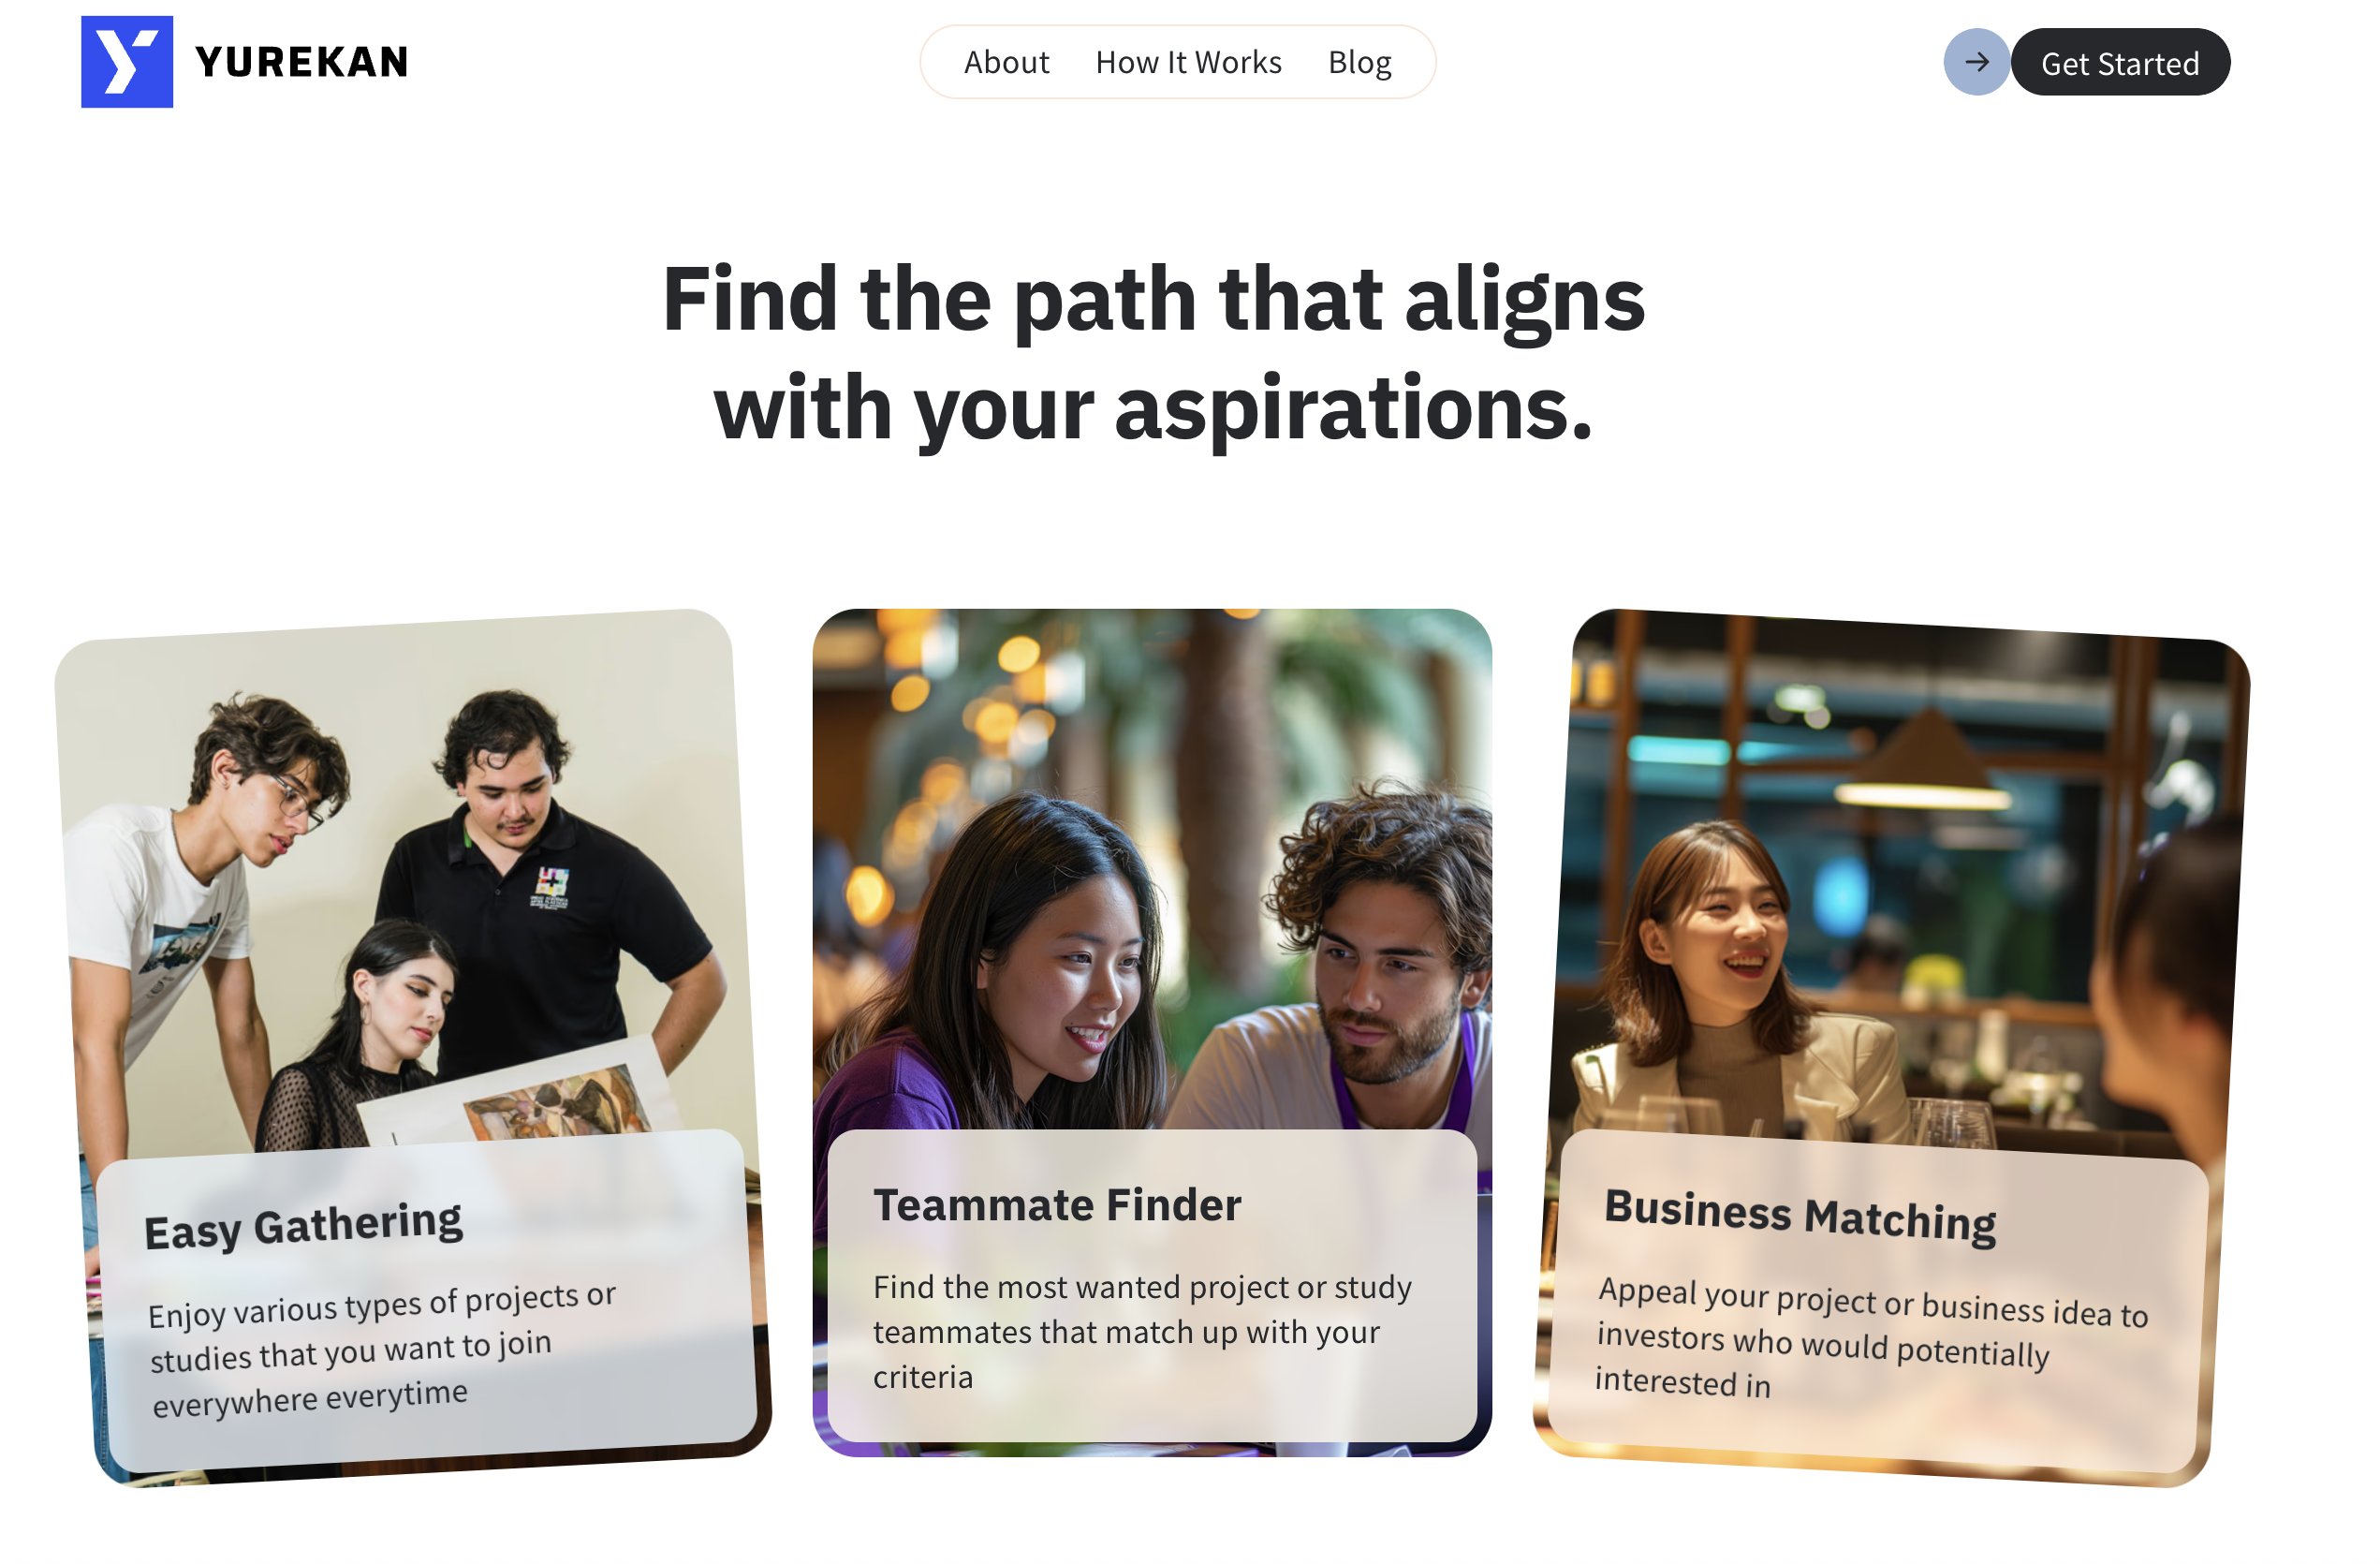 YUREKAN
About How It Works Blog
Get Started
Find the path that aligns
with your aspirations.
Easy Gathering
Enjoy various types of projects or
studies that you want to join
everywhere everytime
Teammate Finder
Find the most wanted project or study
teammates that match up with your
criteria
Business Matching
Appeal your project or business idea to
investors who would potentially
interested in